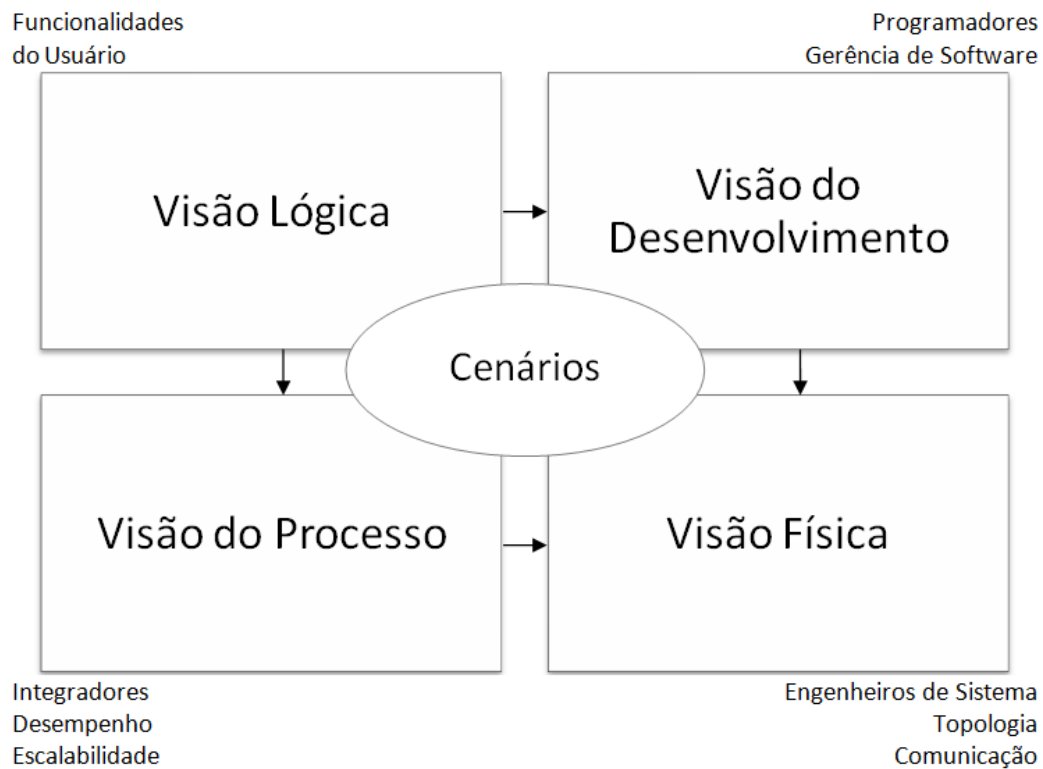 Funcionalidades
do Usuário
Programadores
Gerência de Software
Visão Lógica
Visão do
Desenvolvimento
Cenários
Visão do Processo
Visão Física
Integradores
Desempenho
Escalabilidade
Engenheiros de Sistema
Topologia
Comunicação